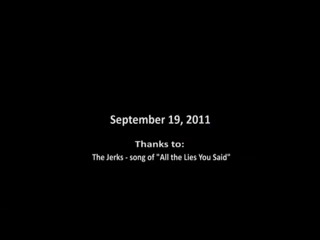 September 19, 2011
Thanks to:
The Jerks - song of "All the Lies You Said"